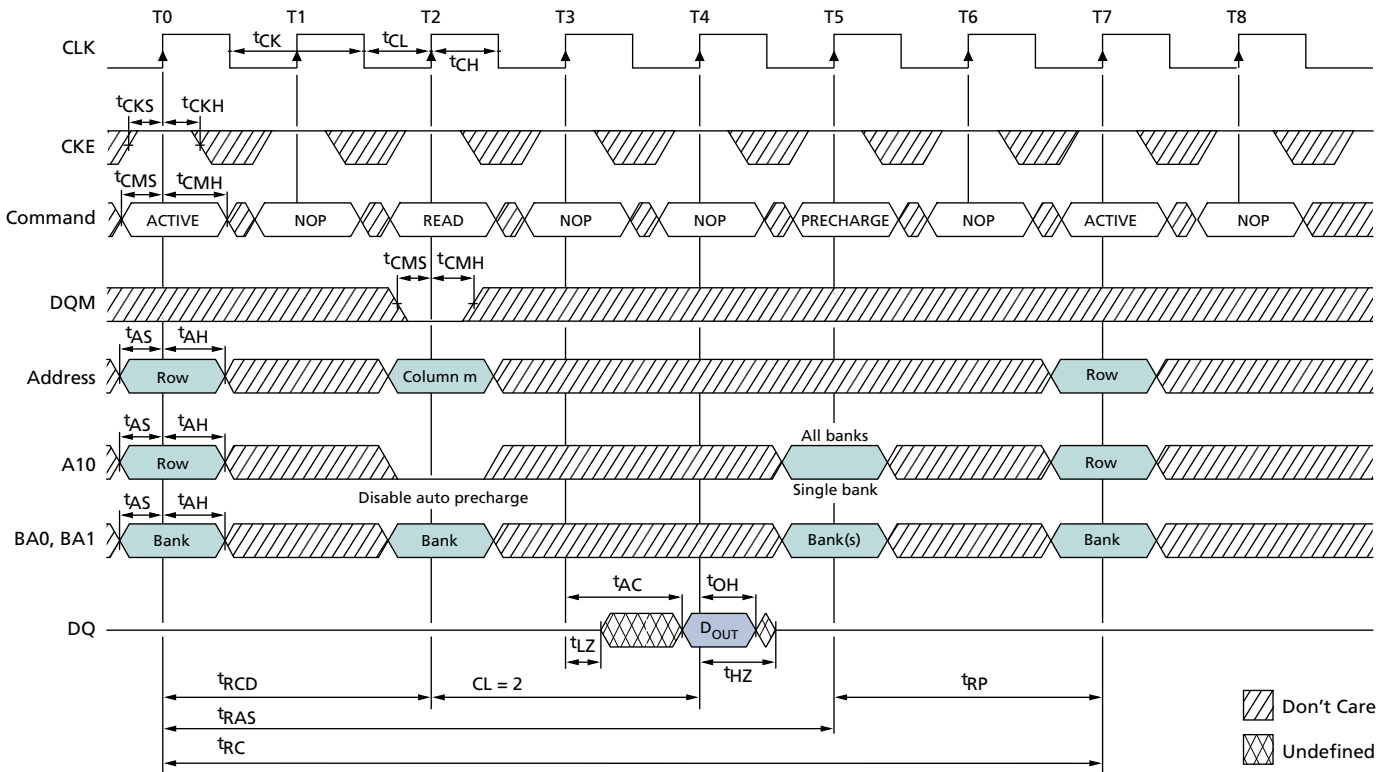 T0 T1 T2 T3 T4 T5 T6 T7 T8
CLK
tCK tCL
tCH
tCKS tCKH
CKE
tCMS tCMH
Command
ACTIVE NOP READ NOP NOP PRECHARGE NOP ACTIVE NOP
tCMS tCMH
DQM
tAS tAH
Address
Row Column m Row
tAS tAH
All banks
A10
Row Row
Disable auto precharge
Single bank
tAS tAH
BA0, BA1
Bank Bank Bank(s) Bank
tAC tOH
DQ
DOUT
tLZ
tHZ
tRCD CL = 2 tRP
tRAS
tRC
Don't Care
Undefined